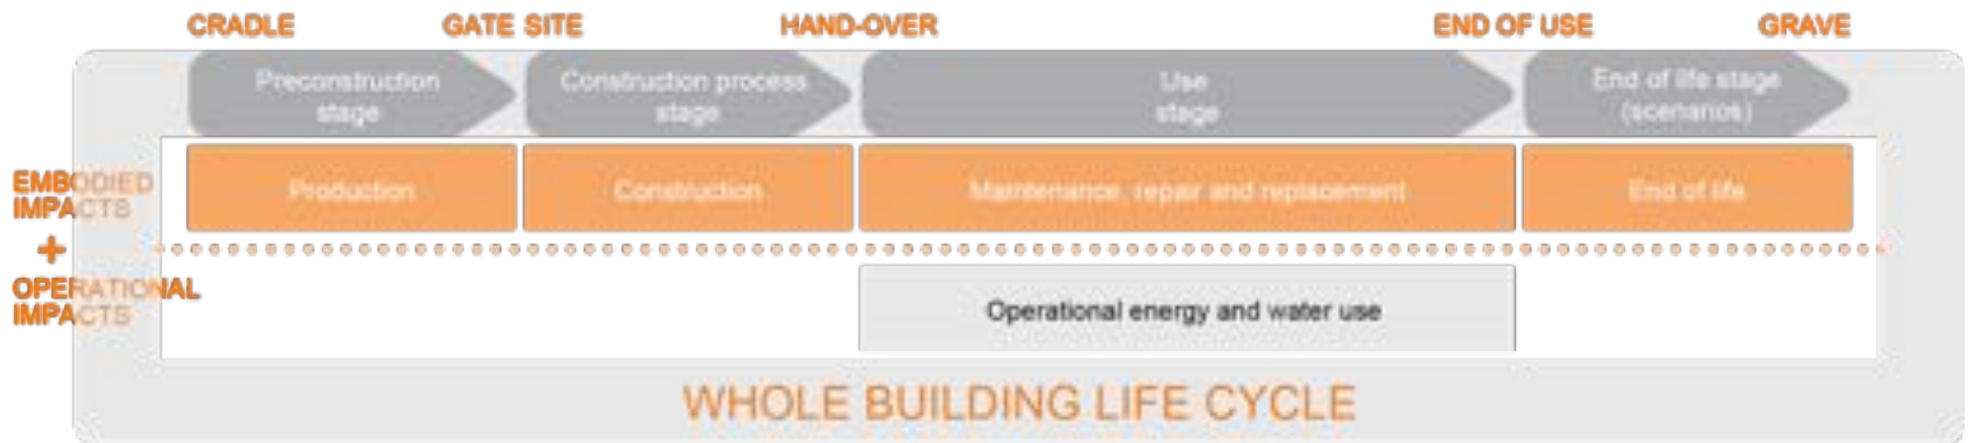 CRADLE GATE SITE HAND-OVER END OF USE GRAVE
Preconstruction
stage
Construction process
stage
Use
stage
End of life stage
(scenarios)
EMBODIED
IMPACTS
Production
Construction
Maintenance, repair and replacement
End of life
+
OPERATIONAL
IMPACTS
Operational energy and water use
WHOLE BUILDING LIFE CYCLE